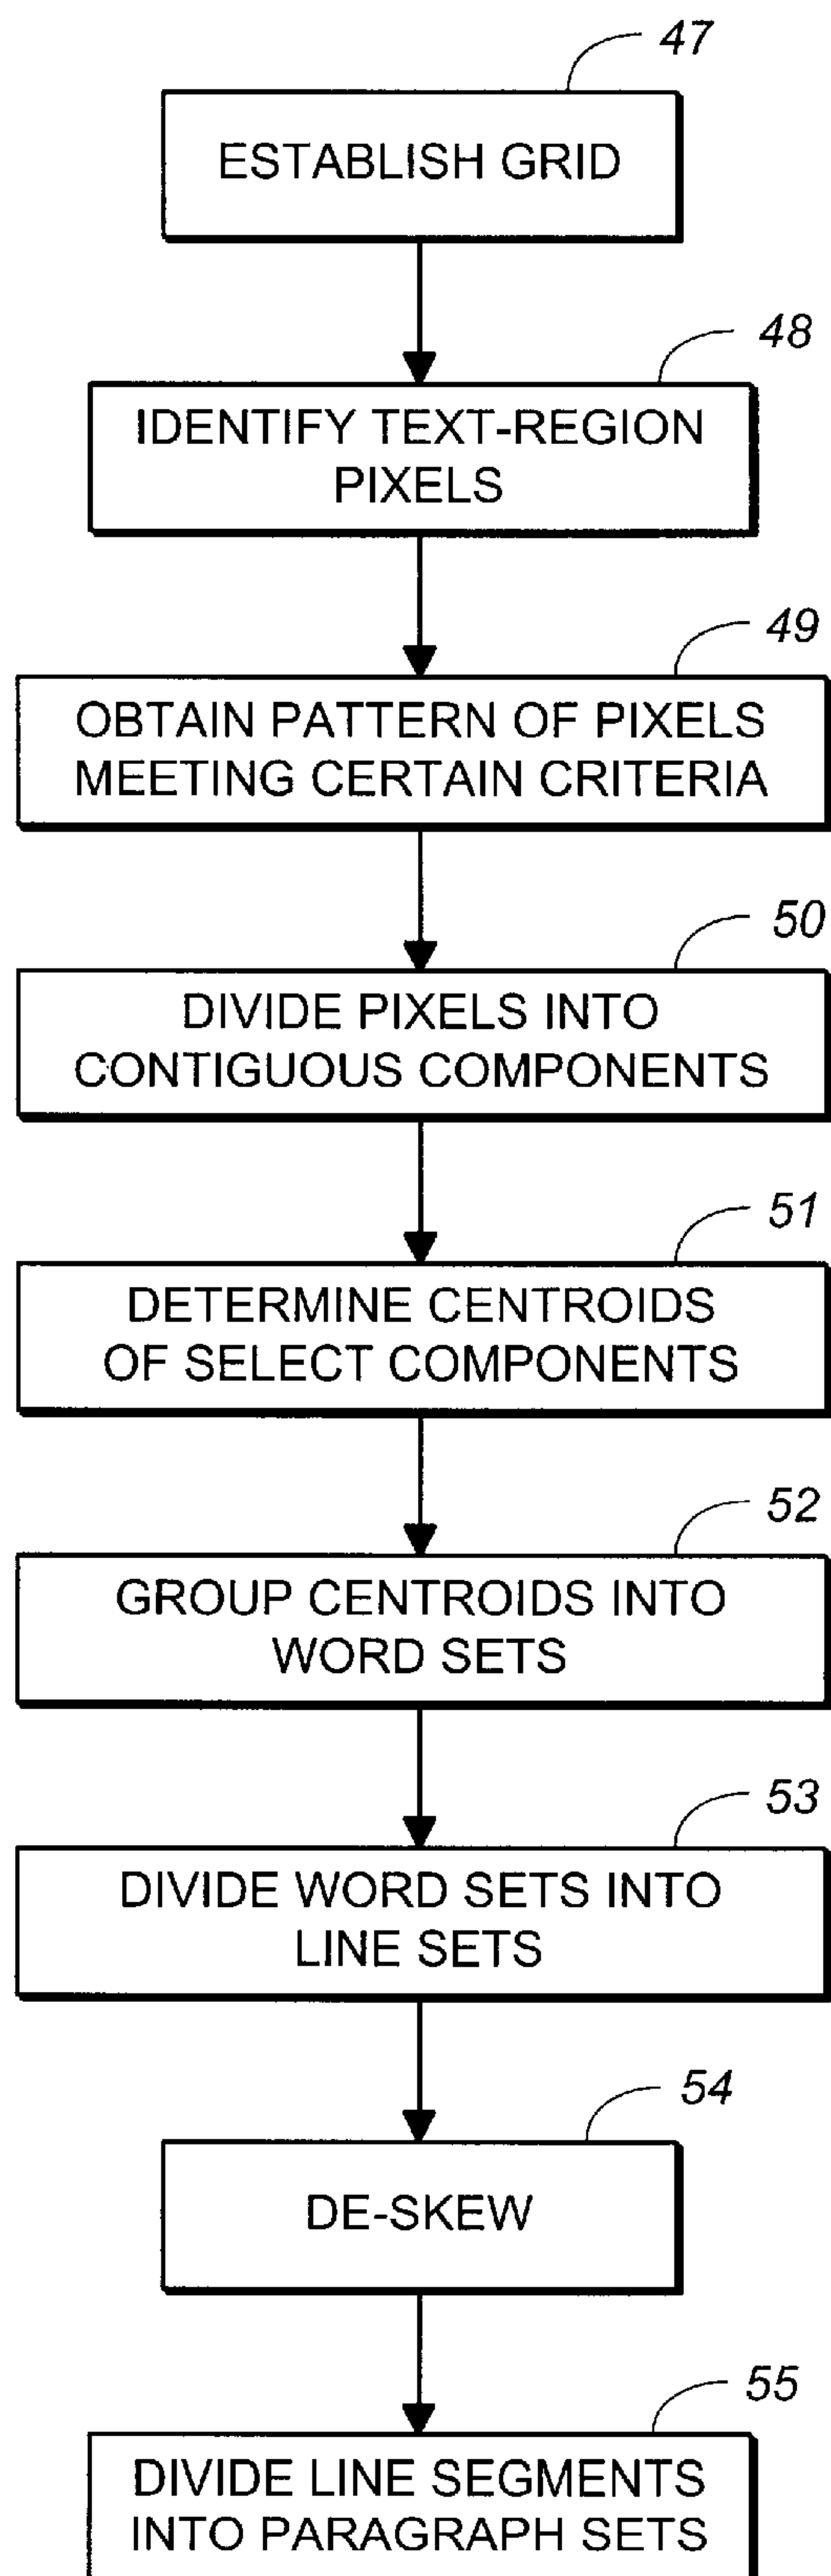 47
ESTABLISH GRID
48
IDENTIFY TEXT-REGION
PIXELS
49
OBTAIN PATTERN OF PIXELS
MEETING CERTAIN CRITERIA
50
DIVIDE PIXELS INTO
CONTIGUOUS COMPONENTS
51
DETERMINE CENTROIDS
OF SELECT COMPONENTS
52
GROUP CENTROIDS INTO
WORD SETS
53
DIVIDE WORD SETS INTO
LINE SETS
54
DE-SKEW
55
DIVIDE LINE SEGMENTS
INTO PARAGRAPH SETS